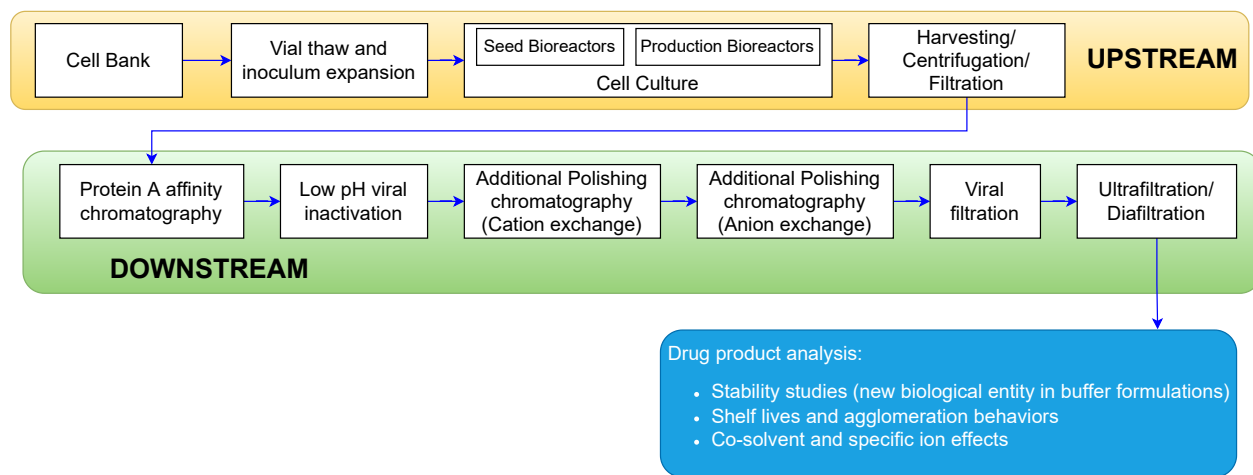 Cell Bank
Vial thaw and
inoculum expansion
Seed Bioreactors
Production Bioreactors
Cell Culture
Harvesting/
Centrifugation/
Filtration
UPSTREAM
Protein A affinity
chromatography
Low pH viral
inactivation
Additional Polishing
chromatography
(Cation exchange)
Additional Polishing
chromatography
(Anion exchange)
Viral
filtration
Ultrafiltration/
Diafiltration
DOWNSTREAM
Drug product analysis:
• Stability studies (new biological entity in buffer formulations)
• Shelf lives and agglomeration behaviors
• Co-solvent and specific ion effects